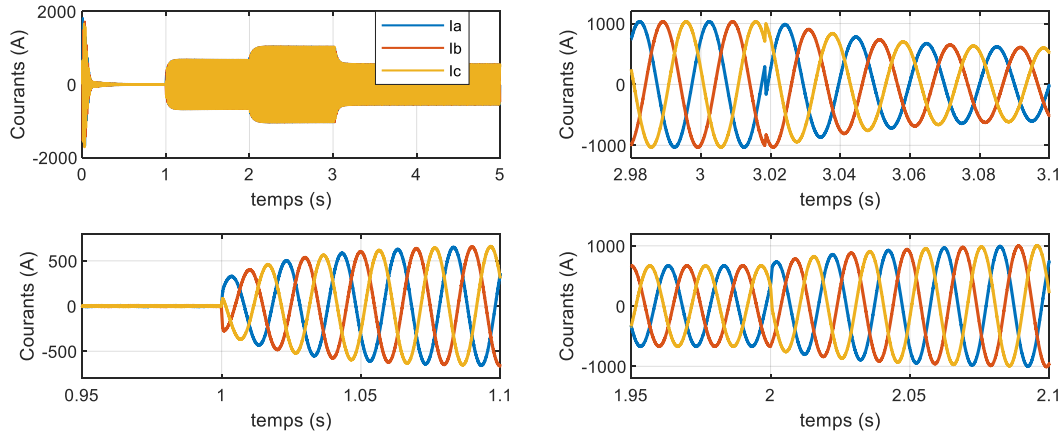 Courants (A)
2000
0
-2000
0 1 2 3 4 5
temps (s)
Ia
Ib
Ic
Courants (A)
1000
0
-1000
2.98 3 3.02 3.04 3.06 3.08 3.1
temps (s)
Courants (A)
500
0
-500
0.95 1 1.05 1.1
temps (s)
Courants (A)
1000
0
-1000
1.95 2 2.05 2.1
temps (s)